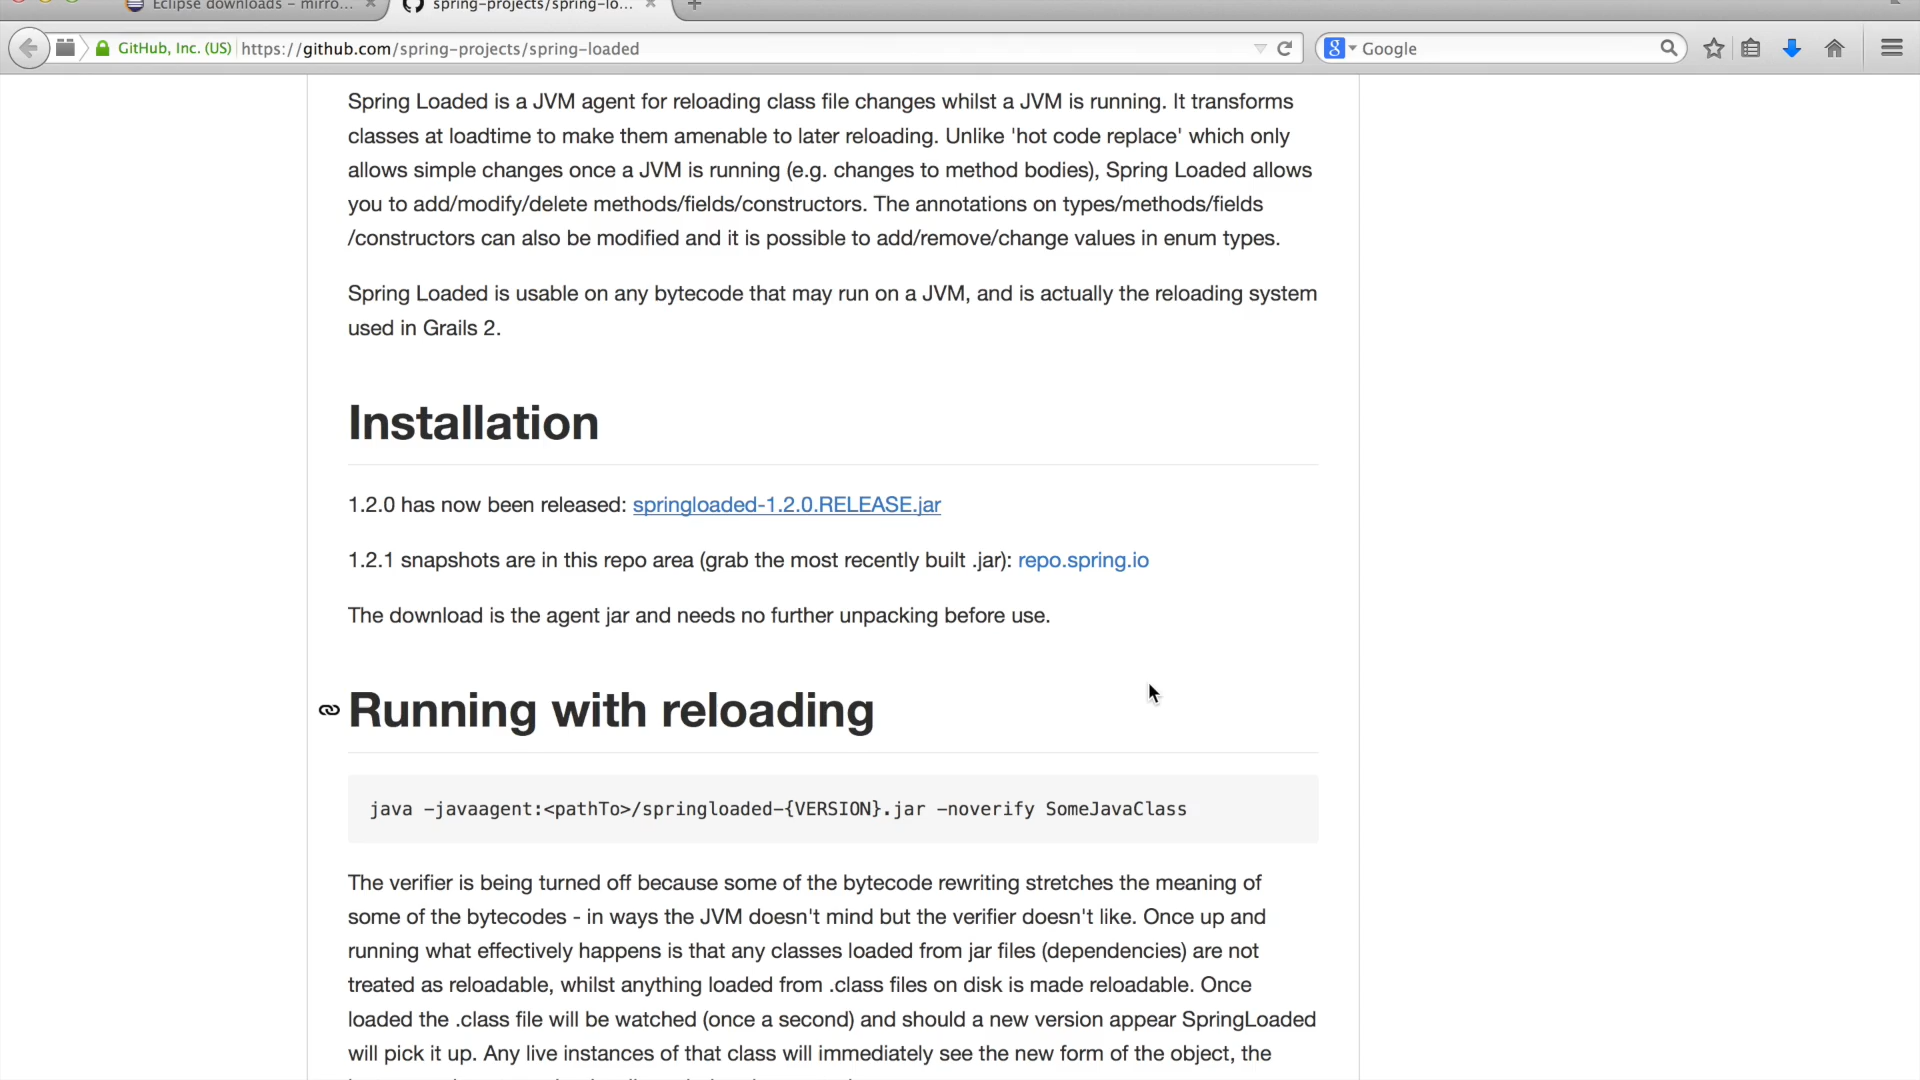 Eclipse downloads - mirro...
spring-projects/spring-lo...
GitHub, Inc. (US)
https://github.com/spring-projects/spring-loaded
Google
Spring Loaded is a JVM agent for reloading class file changes whilst a JVM is running. It transforms
classes at loadtime to make them amenable to later reloading. Unlike 'hot code replace' which only
allows simple changes once a JVM is running (e.g. changes to method bodies), Spring Loaded allows
you to add/modify/delete methods/fields/constructors. The annotations on types/methods/fields
/constructors can also be modified and it is possible to add/remove/change values in enum types.
Spring Loaded is usable on any bytecode that may run on a JVM, and is actually the reloading system
used in Grails 2.
Installation
1.2.0 has now been released: springloaded-1.2.0.RELEASE.jar
1.2.1 snapshots are in this repo area (grab the most recently built .jar): repo.spring.io
The download is the agent jar and needs no further unpacking before use.
Running with reloading
java -javaagent:<pathTo>/springloaded-{VERSION}.jar -noverify SomeJavaClass
The verifier is being turned off because some of the bytecode rewriting stretches the meaning of
some of the bytecodes - in ways the JVM doesn't mind but the verifier doesn't like. Once up and
running what effectively happens is that any classes loaded from jar files (dependencies) are not
treated as reloadable, whilst anything loaded from .class files on disk is made reloadable. Once
loaded the .class file will be watched (once a second) and should a new version appear SpringLoaded
will pick it up. Any live instances of that class will immediately see the new form of the object, the